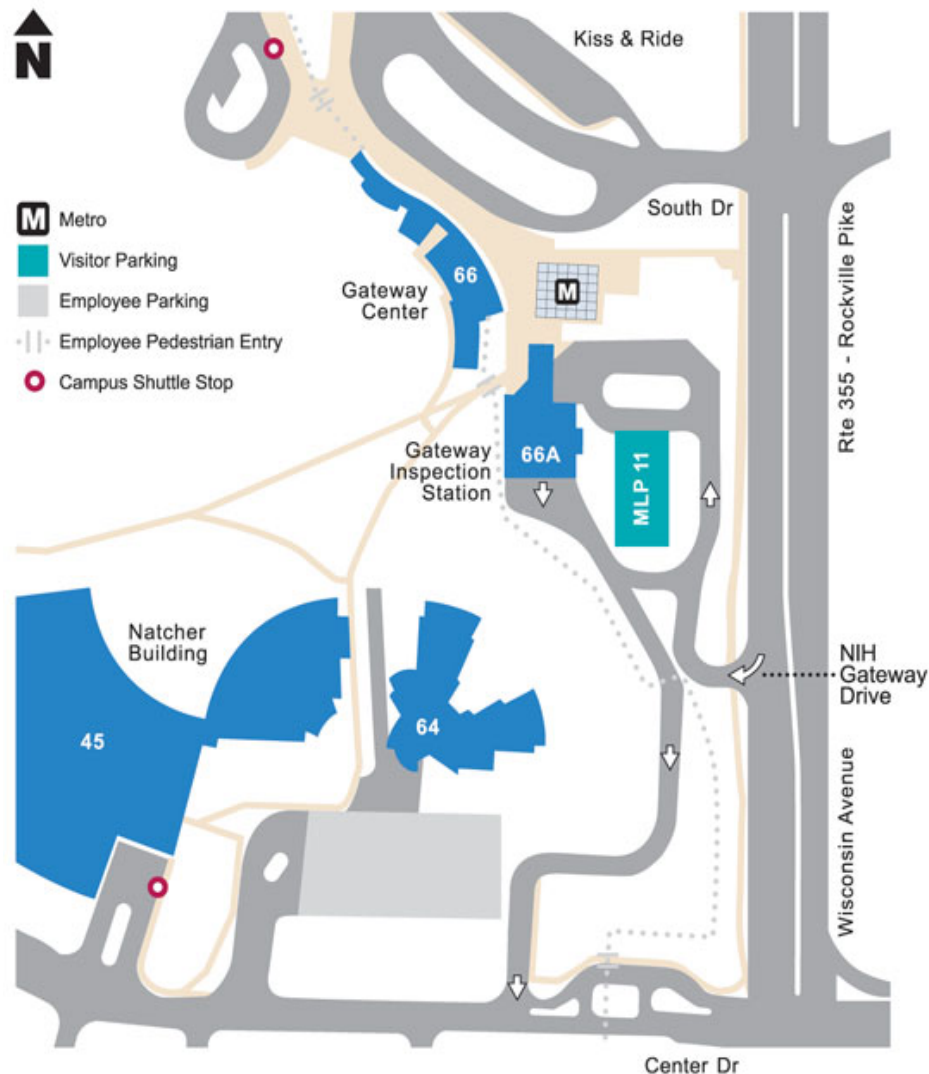 N
Kiss & Ride
M Metro
Visitor Parking
Employee Parking
Employee Pedestrian Entry
Campus Shuttle Stop
South Dr
Rte 355 - Rockville Pike
66
Gateway
Center
M
66A
Gateway
Inspection
Station
MLP 11
Natcher
Building
45
64
NIH
Gateway
Drive
Wisconsin Avenue
Center Dr